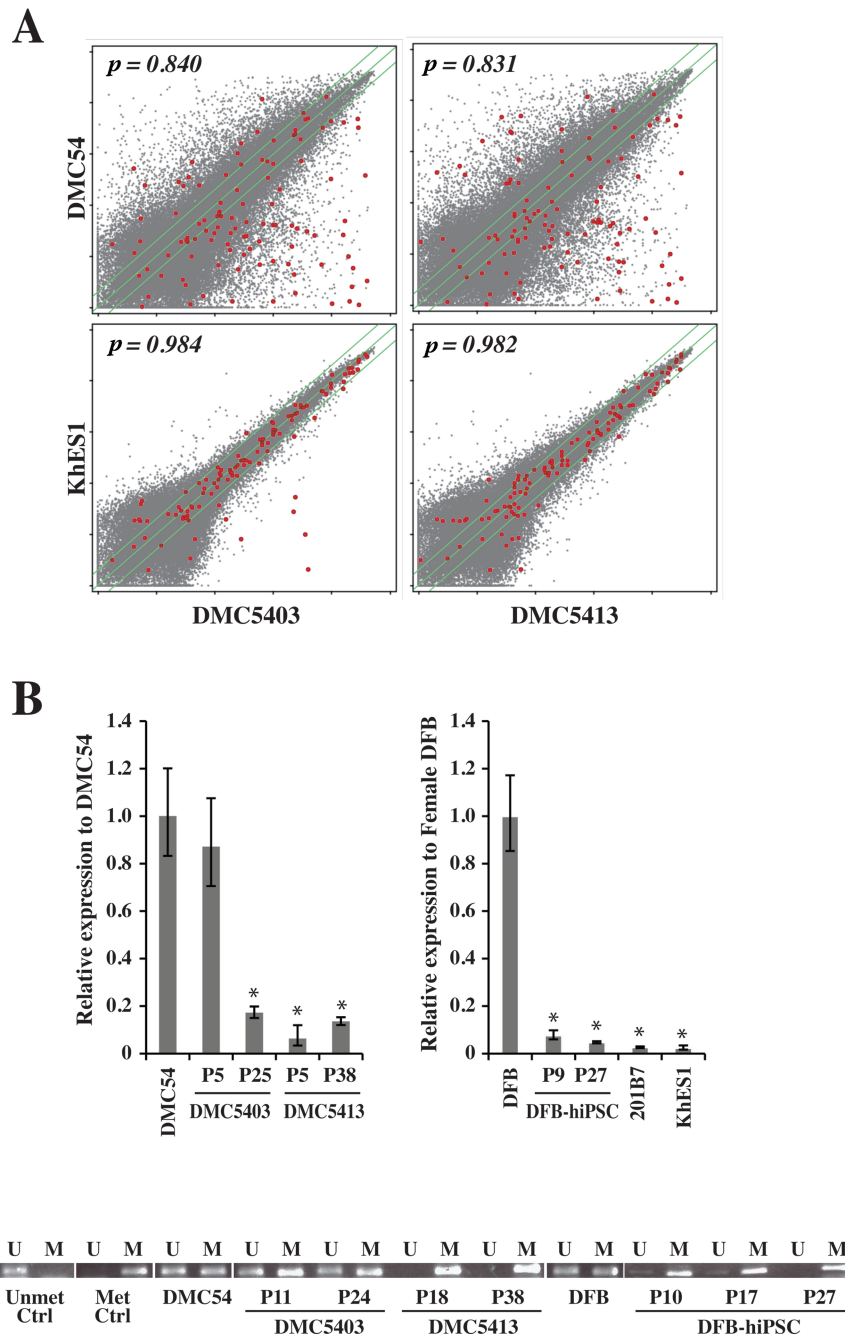 A
p = 0.840
p = 0.831
DMC54
p = 0.984
p = 0.982
KhES1
DMC5403
DMC5413
B
Relative expression to DMC54
1.4
1.2
1.0
0.8
0.6
0.4
0.2
0
*
*
*
DMC54
P5
P25
P5
P38
DMC5403
DMC5413
Relative expression to Female DFB
1.4
1.2
1.0
0.8
0.6
0.4
0.2
0
*
*
*
*
DFB
P9
P27
DFB-hiPSC
201B7
KhES1
U M U M U M U M U M U M U M U M U M U M U M
Unmet
Ctrl
Met
Ctrl
DMC54
P11
P24
DMC5403
P18
P38
DMC5413
DFB
P10
P17
P27
DFB-hiPSC